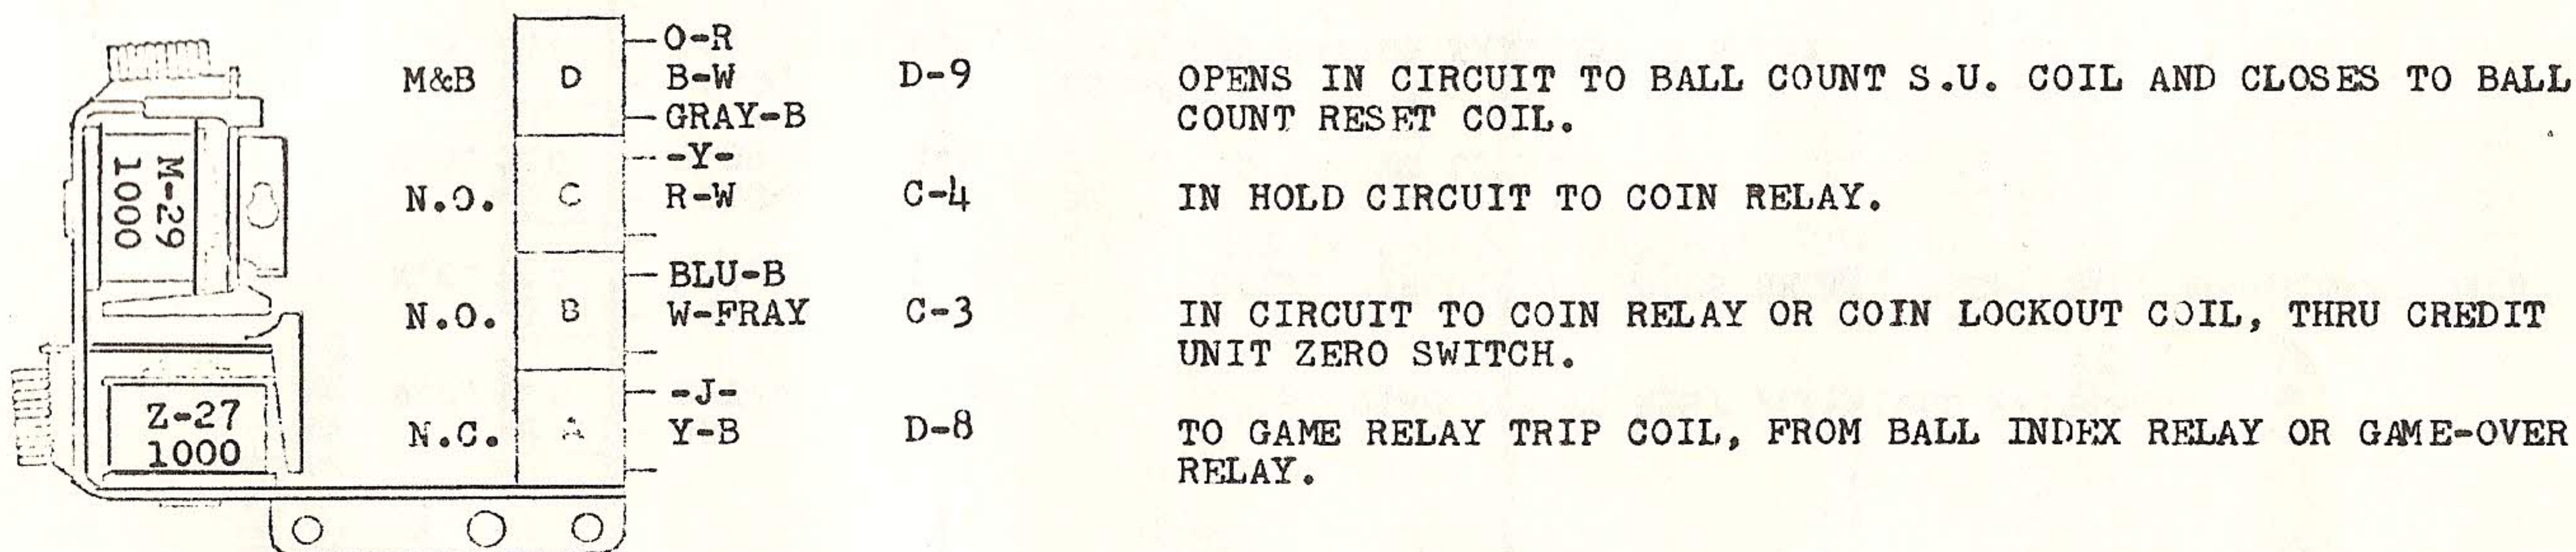 O-R
M&B D B-W D-9 OPENS IN CIRCUIT TO BALL COUNT S.U. COIL AND CLOSES TO BALL
GRAY-B COUNT RESET COIL.
-Y-
M-29
1000
N.O. C R-W C-4 IN HOLD CIRCUIT TO COIN RELAY.
BLU-B
N.O. B W-FRAY C-3 IN CIRCUIT TO COIN RELAY OR COIN LOCKOUT COIL, THRU CREDIT
UNIT ZERO SWITCH.
-J-
Z-27
1000
N.C. A Y-B D-8 TO GAME RELAY TRIP COIL, FROM BALL INDEX RELAY OR GAME-OVER
RELAY.